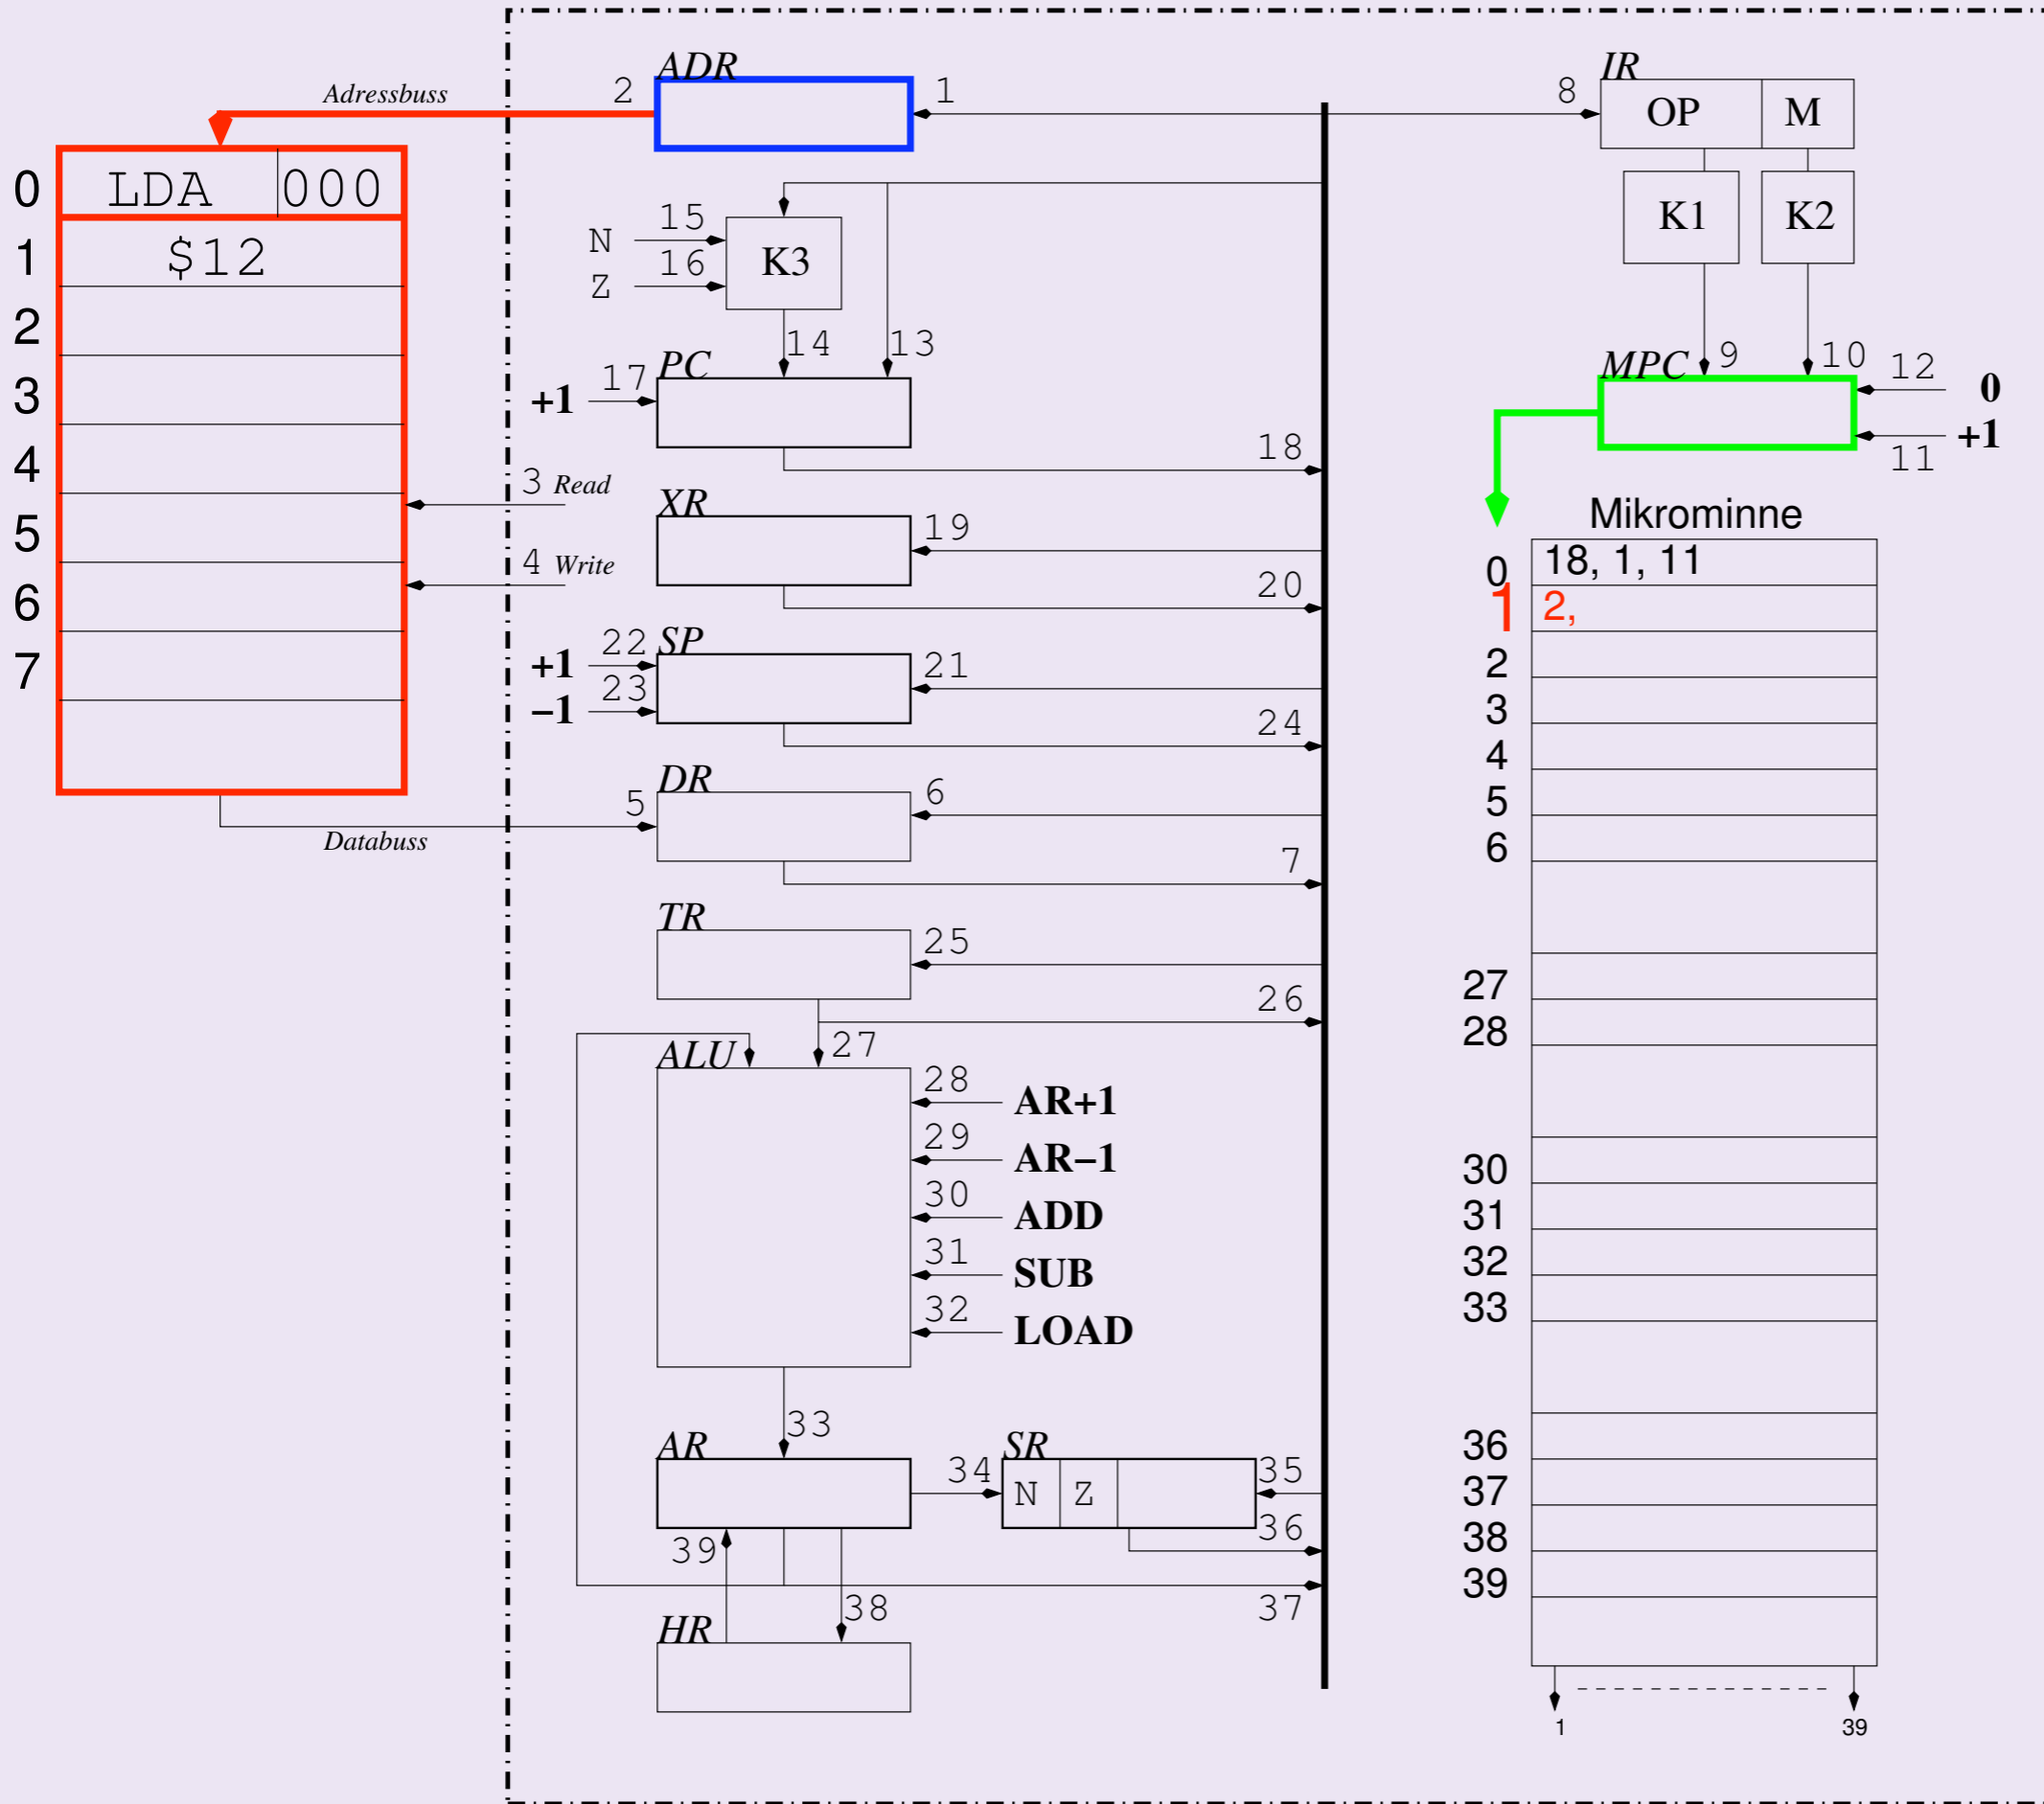 ADR
IR
Adressbuss
2
1
8
OP
M
0
LDA
000
K1
K2
1
$12
N
15
Z
16
K3
2
14
13
3
PC
MPC
9
10
12
0
+1
17
+1
11
4
18
3 Read
XR
Mikrominne
5
19
4 Write
0
18, 1, 11
6
20
1
2,
SP
+1
22
21
2
7
23
−1
3
24
4
DR
5
6
5
Databuss
6
7
TR
25
27
26
28
ALU
27
28
AR+1
29
AR−1
30
30
ADD
31
31
SUB
32
32
LOAD
33
33
AR
SR
36
34
N
Z
35
37
39
36
38
39
38
37
HR
1
39